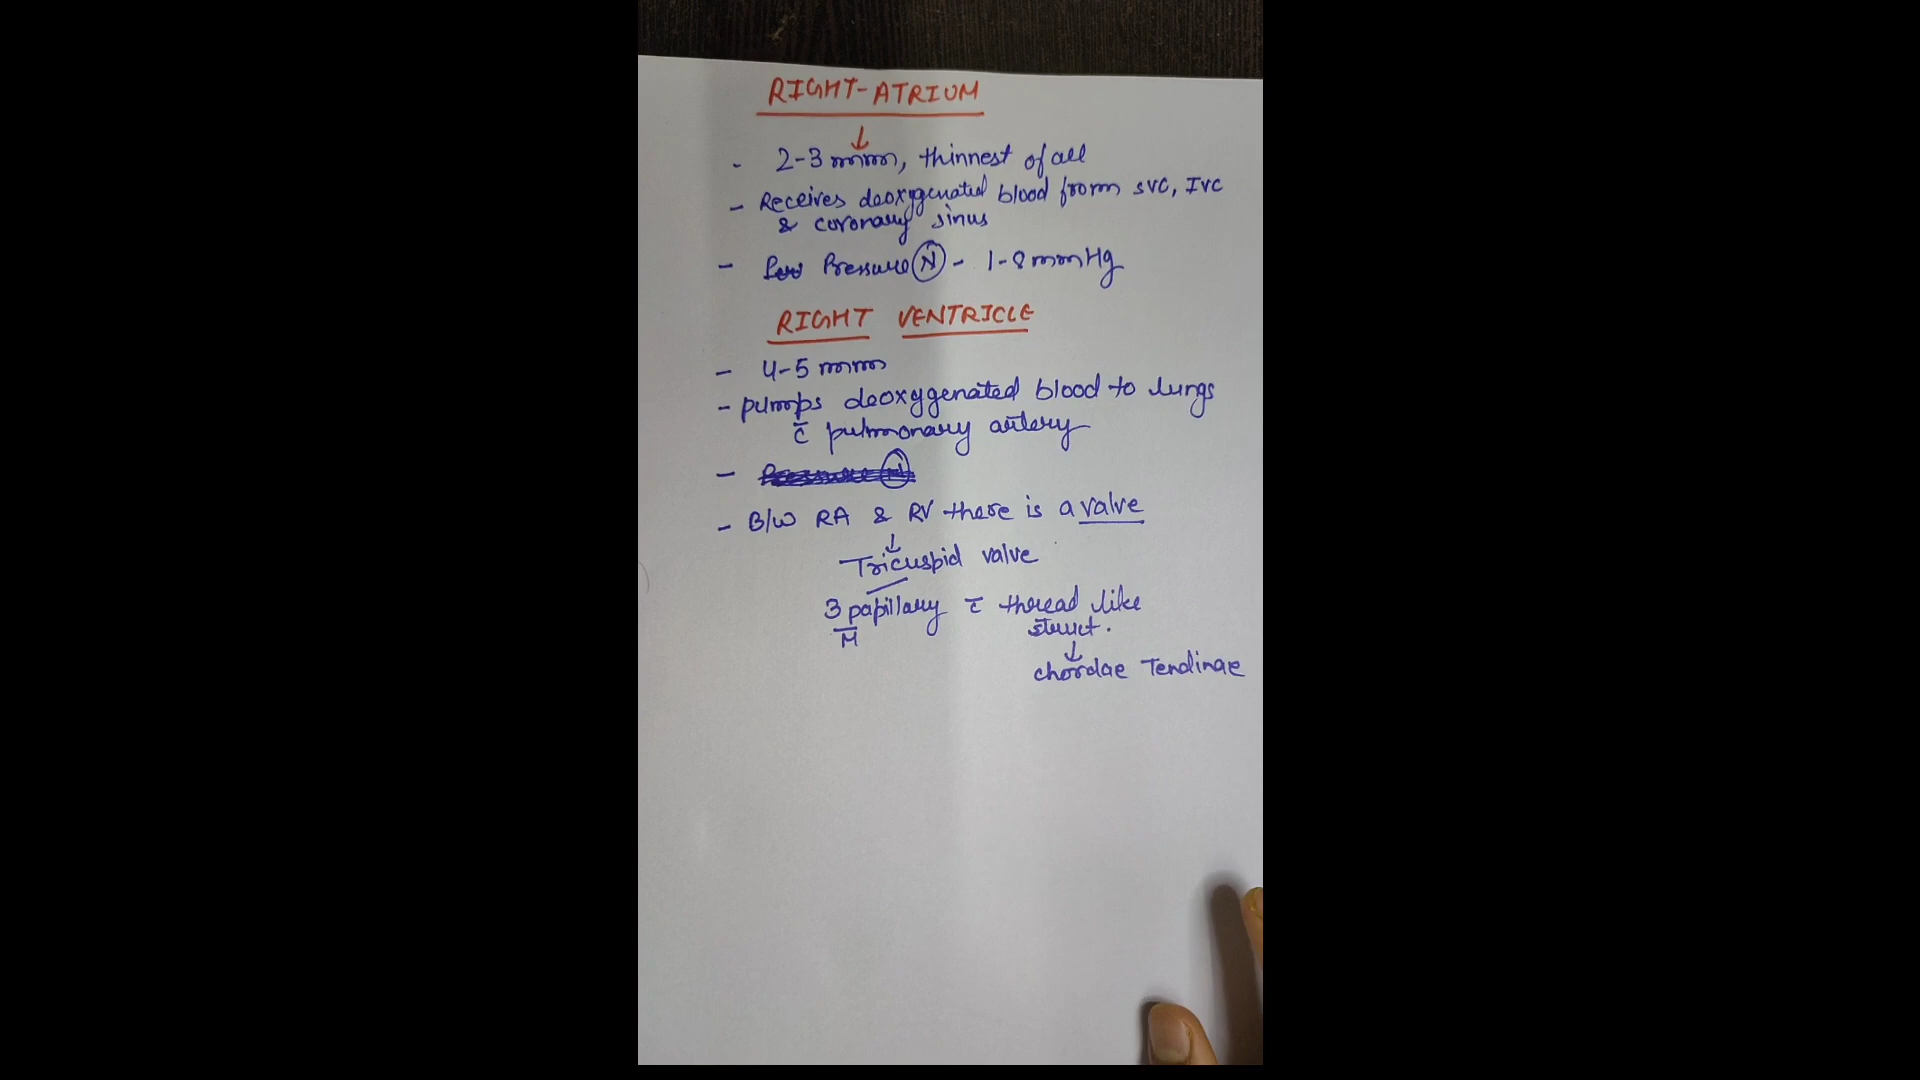 RIGHT-ATRIUM
↓
- 2-3 mm, thinnest of all
- Receives deoxygenated blood from SVC, IVC
& coronary sinus
- Low Pressure Ⓝ - 1-8 mmHg
RIGHT VENTRICLE
- 4-5 mm
- pumps deoxygenated blood to lungs
c̄ pulmonary artery
-
- B/W RA & RV there is a valve
↓
Tricuspid valve
3 papillary c̄ thread like
M struct.
↓
chordae Tendinae